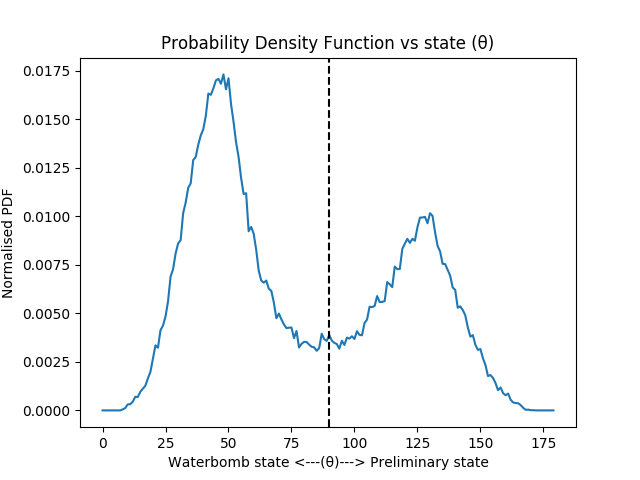 Probability Density Function vs state (θ)
Normalised PDF
0.0175
0.0150
0.0125
0.0100
0.0075
0.0050
0.0025
0.0000
0 25 50 75 100 125 150 175
Waterbomb state <---(θ)---> Preliminary state